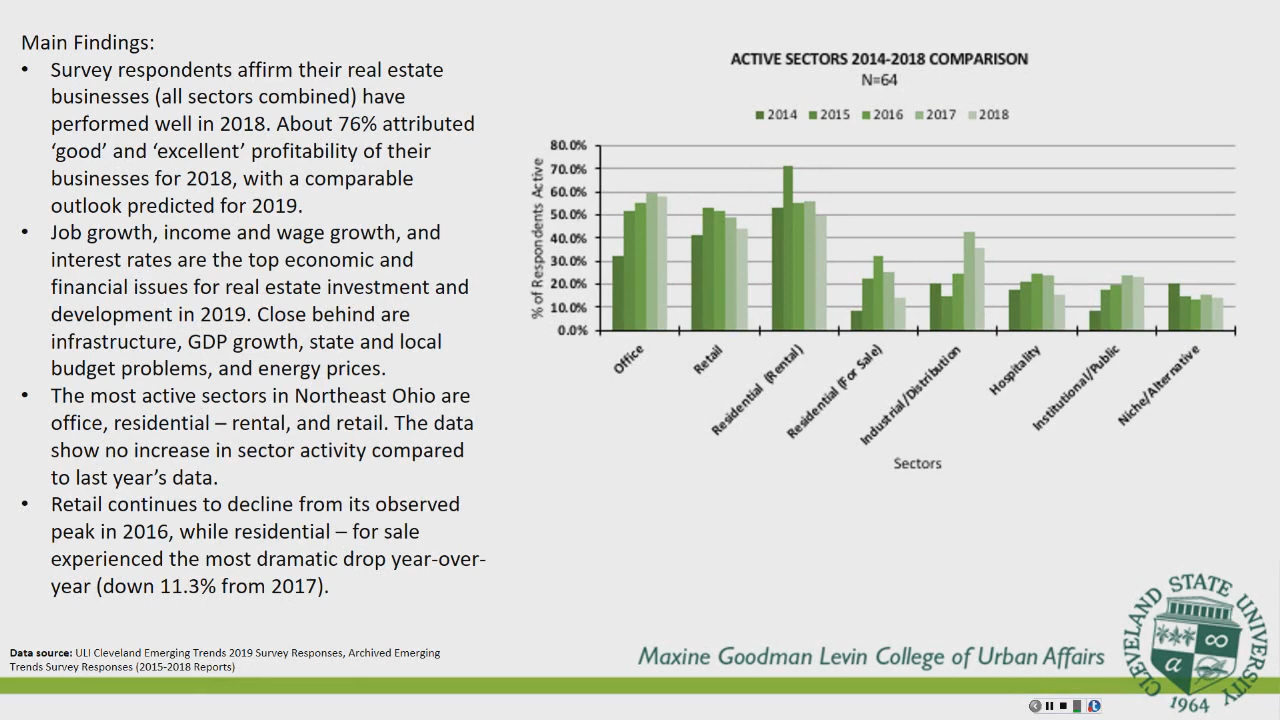 Main Findings:
• Survey respondents affirm their real estate
businesses (all sectors combined) have
performed well in 2018. About 76% attributed
‘good’ and ‘excellent’ profitability of their
businesses for 2018, with a comparable
outlook predicted for 2019.
• Job growth, income and wage growth, and
interest rates are the top economic and
financial issues for real estate investment and
development in 2019. Close behind are
infrastructure, GDP growth, state and local
budget problems, and energy prices.
• The most active sectors in Northeast Ohio are
office, residential – rental, and retail. The data
show no increase in sector activity compared
to last year’s data.
• Retail continues to decline from its observed
peak in 2016, while residential – for sale
experienced the most dramatic drop year-over-
year (down 11.3% from 2017).
Data source: ULI Cleveland Emerging Trends 2019 Survey Responses, Archived Emerging
Trends Survey Responses (2015-2018 Reports)
ACTIVE SECTORS 2014-2018 COMPARISON
N=64
2014 2015 2016 2017 2018
% of Respondents Active
80.0%
70.0%
60.0%
50.0%
40.0%
30.0%
20.0%
10.0%
0.0%
Office
Retail
Residential (Rental)
Residential (For Sale)
Industrial/Distribution
Hospitality
Institutional/Public
Niche/Alternative
Sectors
Maxine Goodman Levin College of Urban Affairs
CLEVELAND STATE UNIVERSITY
1964